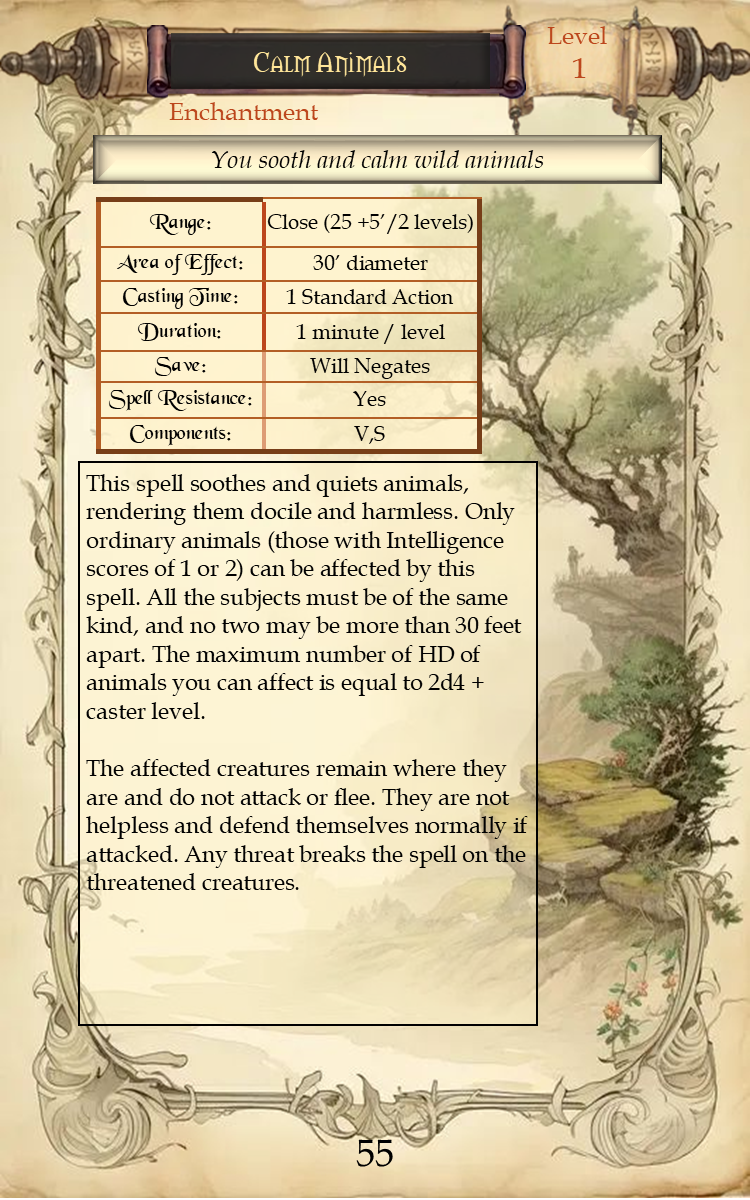 Calm Animals
Level
1
Enchantment
You sooth and calm wild animals
Range: Close (25 +5’/2 levels)
Area of Effect: 30’ diameter
Casting Time: 1 Standard Action
Duration: 1 minute / level
Save: Will Negates
Spell Resistance: Yes
Components: V,S
This spell soothes and quiets animals,
rendering them docile and harmless. Only
ordinary animals (those with Intelligence
scores of 1 or 2) can be affected by this
spell. All the subjects must be of the same
kind, and no two may be more than 30 feet
apart. The maximum number of HD of
animals you can affect is equal to 2d4 +
caster level.
The affected creatures remain where they
are and do not attack or flee. They are not
helpless and defend themselves normally if
attacked. Any threat breaks the spell on the
threatened creatures.
55